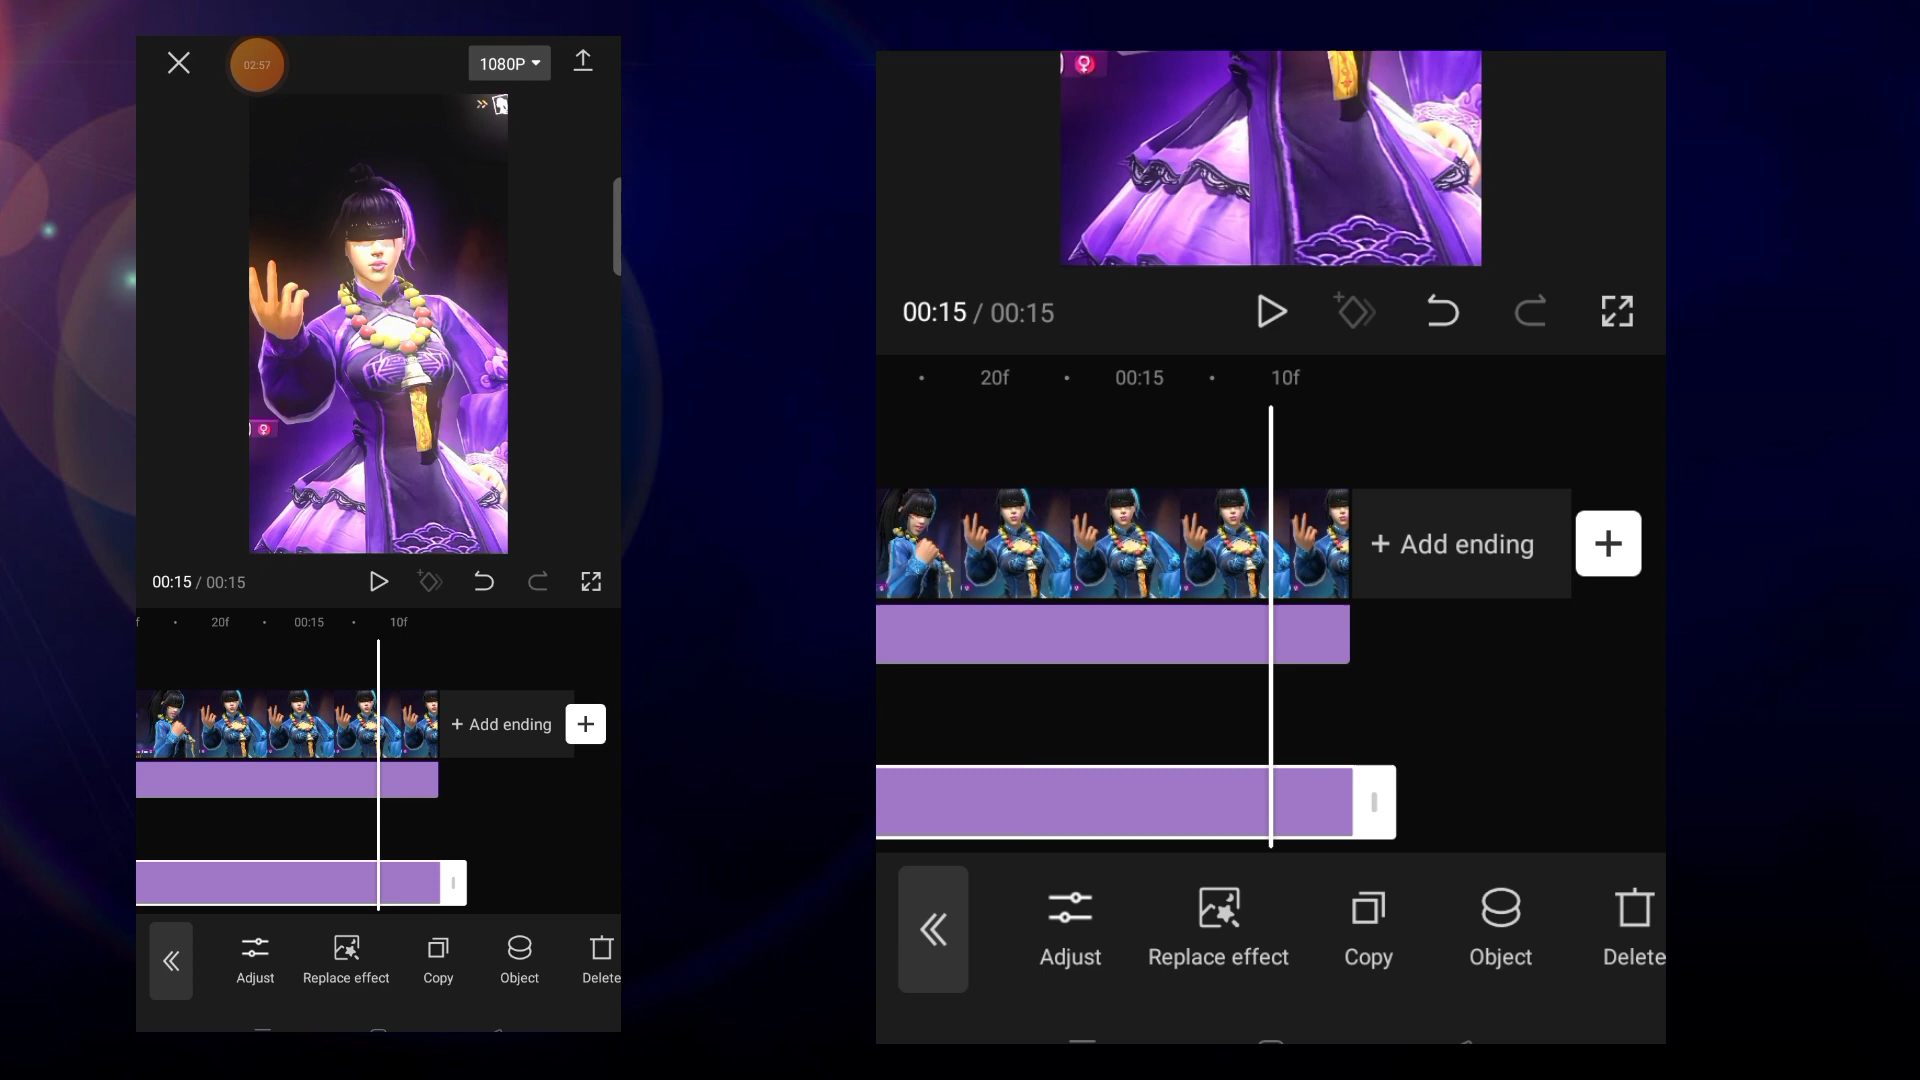 02:57
1080P
00:15 / 00:15
20f
00:15
10f
+ Add ending
Adjust
Replace effect
Copy
Object
Delete
00:15 / 00:15
20f
00:15
10f
+ Add ending
Adjust
Replace effect
Copy
Object
Delete